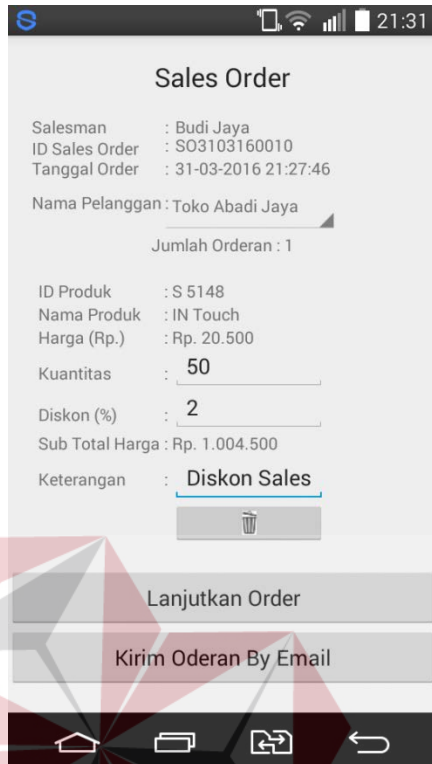 21:31
Sales Order
Salesman : Budi Jaya
ID Sales Order : SO3103160010
Tanggal Order : 31-03-2016 21:27:46
Nama Pelanggan : Toko Abadi Jaya
Jumlah Orderan : 1
ID Produk : S 5148
Nama Produk : IN Touch
Harga (Rp.) : Rp. 20.500
Kuantitas : 50
Diskon (%) : 2
Sub Total Harga : Rp. 1.004.500
Keterangan : Diskon Sales
Lanjutkan Order
Kirim Oderan By Email